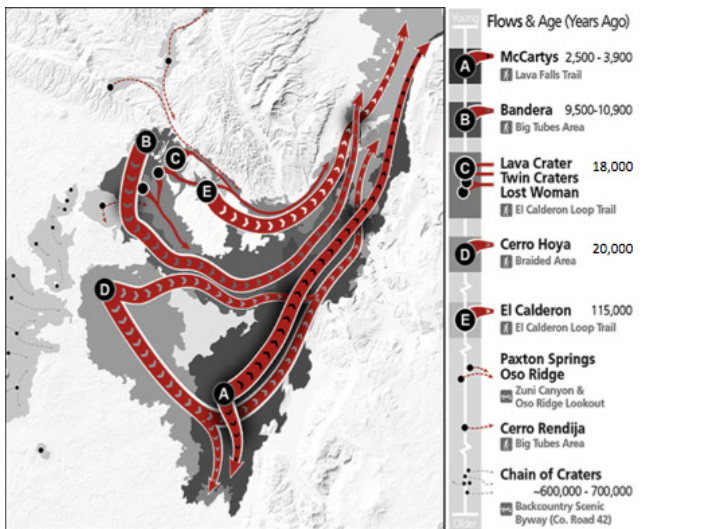 B
C
E
D
A
Young
Flows & Age (Years Ago)
A McCartys 2,500 - 3,900
Lava Falls Trail
B Bandera 9,500-10,900
Big Tubes Area
C Lava Crater 18,000
Twin Craters
Lost Woman
El Calderon Loop Trail
D Cerro Hoya 20,000
Braided Area
E El Calderon 115,000
El Calderon Loop Trail
Paxton Springs
Oso Ridge
Zuni Canyon &
Oso Ridge Lookout
Cerro Rendija
Big Tubes Area
Chain of Craters
~600,000 - 700,000
Backcountry Scenic
Byway (Co. Road 42)
Older